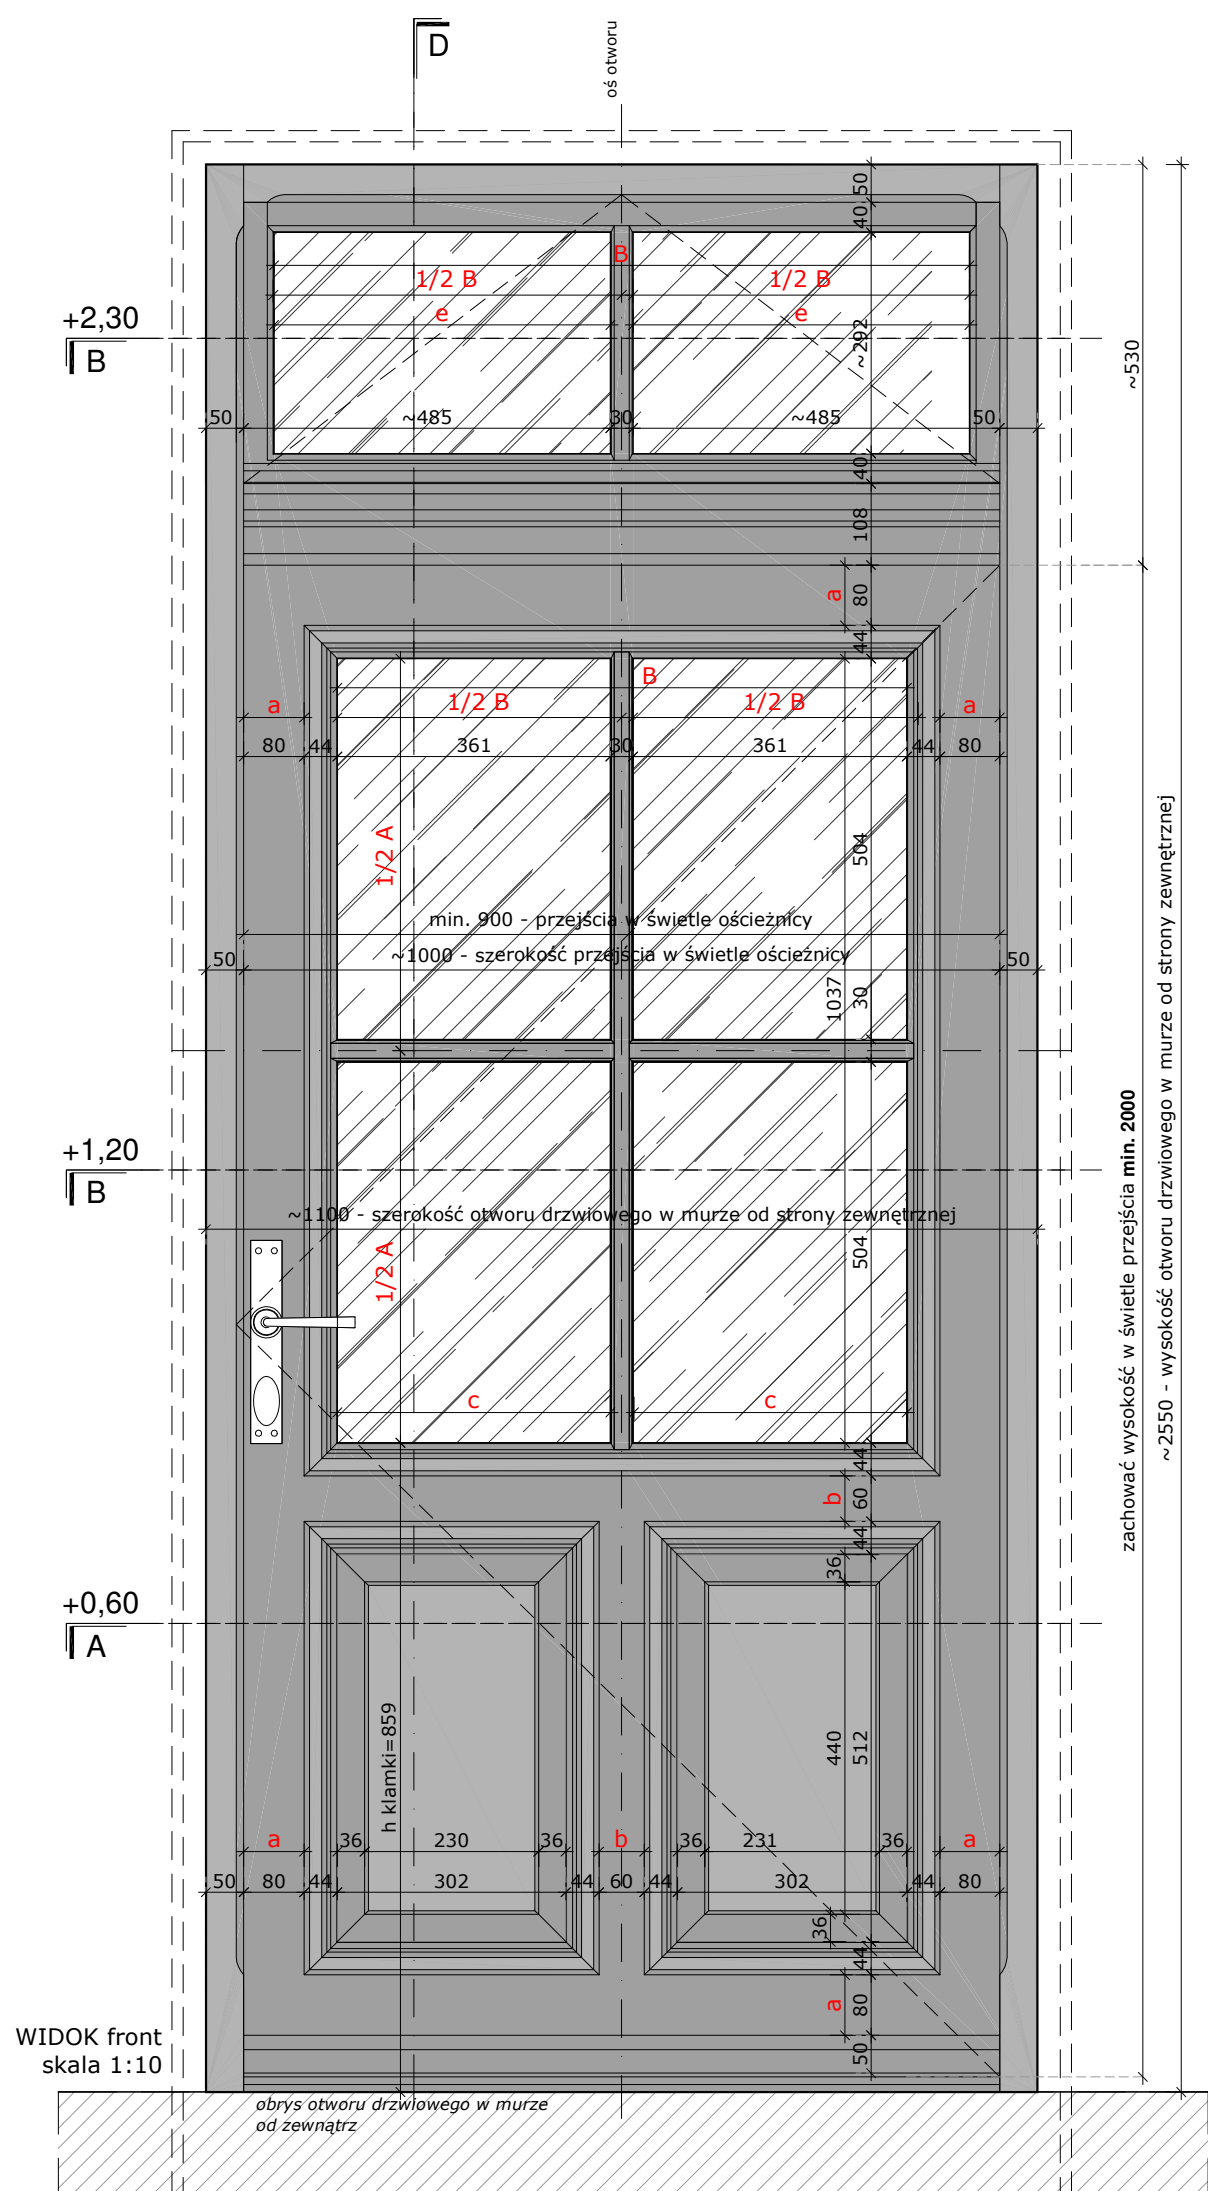 D
oś otworu
50
40
B
1/2 B
1/2 B
e
e
+2,30
B
~292
~530
50
~485
30
~485
50
40
108
a
80
44
B
1/2 B
1/2 B
a
a
80
44
361
30
361
44
80
1/2 A
504
min. 900 - przejścia w świetle ościeżnicy
~1000 - szerokość przejścia w świetle ościeżnicy
50
50
1037
30
zachować wysokość w świetle przejścia min. 2000
~2550 - wysokość otworu drzwiowego w murze od strony zewnętrznej
+1,20
B
~1100 - szerokość otworu drzwiowego w murze od strony zewnętrznej
1/2 A
504
c
c
44
b
60
44
36
+0,60
A
h klamki=859
440
512
a
36
230
36
b
36
231
36
a
50
80
44
302
44
60
44
302
44
80
36
44
a
80
50
WIDOK front
skala 1:10
obrys otworu drzwiowego w murze
od zewnątrz